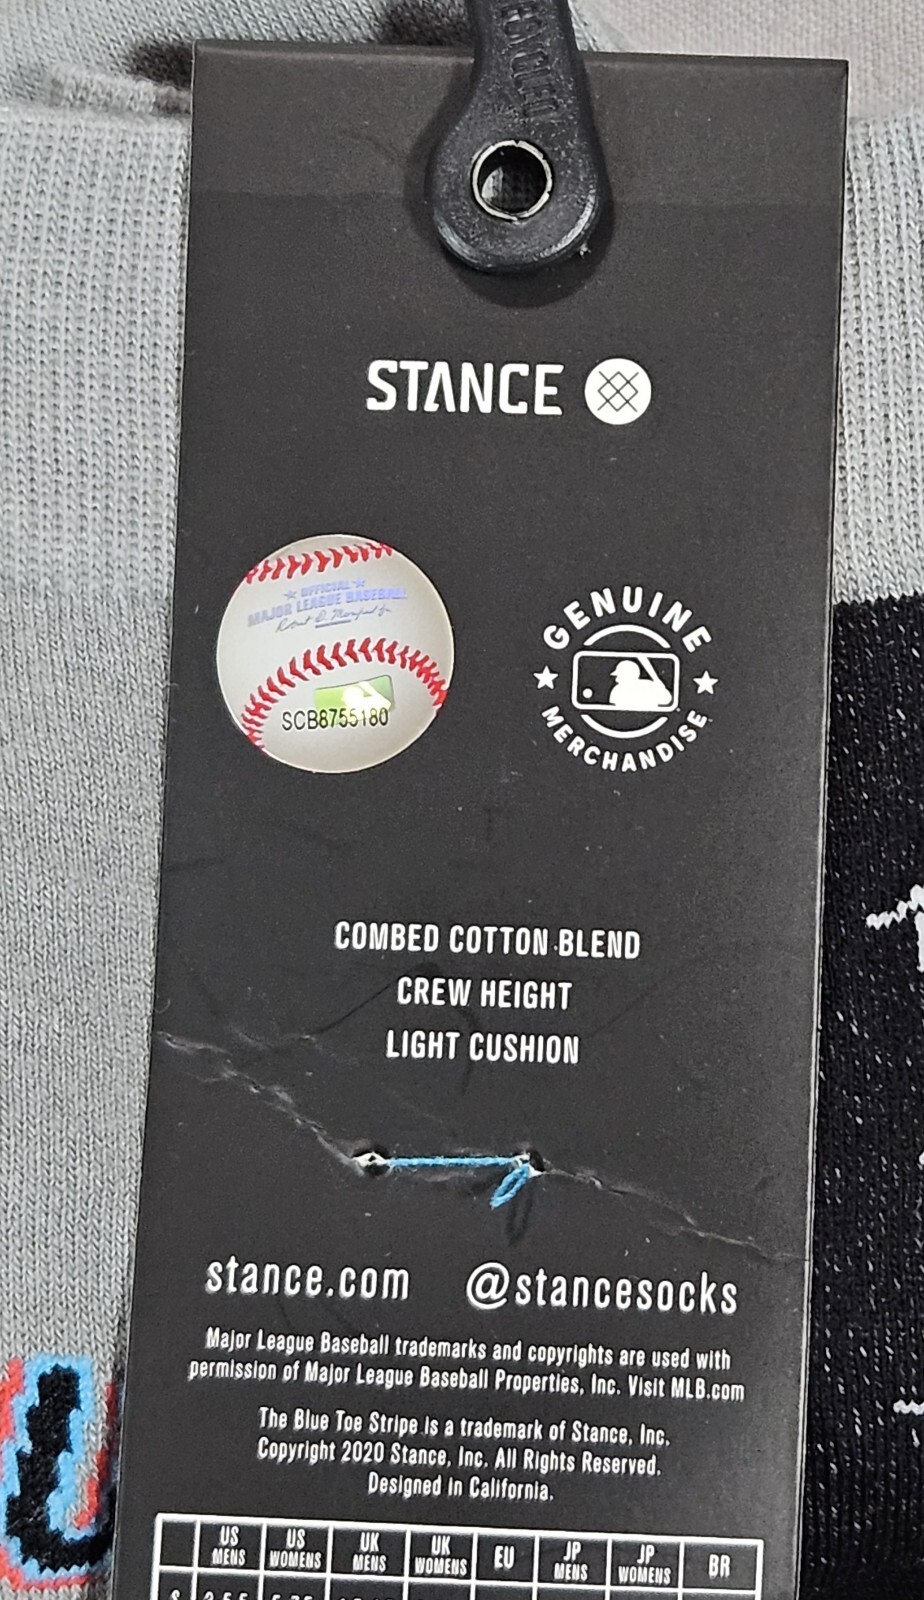 STANCE
★ OFFICIAL ★
MAJOR LEAGUE BASEBALL
SCB8755180
GENUINE
MERCHANDISE
COMBED COTTON BLEND
CREW HEIGHT
LIGHT CUSHION
stance.com @stancesocks
Major League Baseball trademarks and copyrights are used with
permission of Major League Baseball Properties, Inc. Visit MLB.com
The Blue Toe Stripe is a trademark of Stance, Inc.
Copyright 2020 Stance, Inc. All Rights Reserved.
Designed in California.
US MENS US WOMENS UK MENS UK WOMENS EU JP MENS JP WOMENS BR